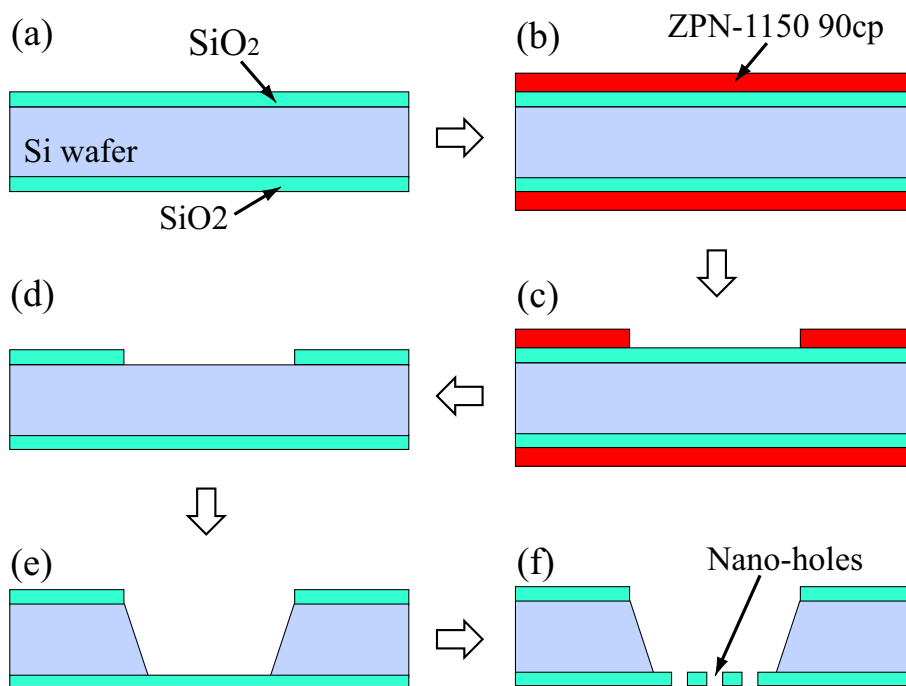 (a)
SiO₂
Si wafer
SiO2
(b)
ZPN-1150 90cp
(d)
(c)
(e)
(f)
Nano-holes